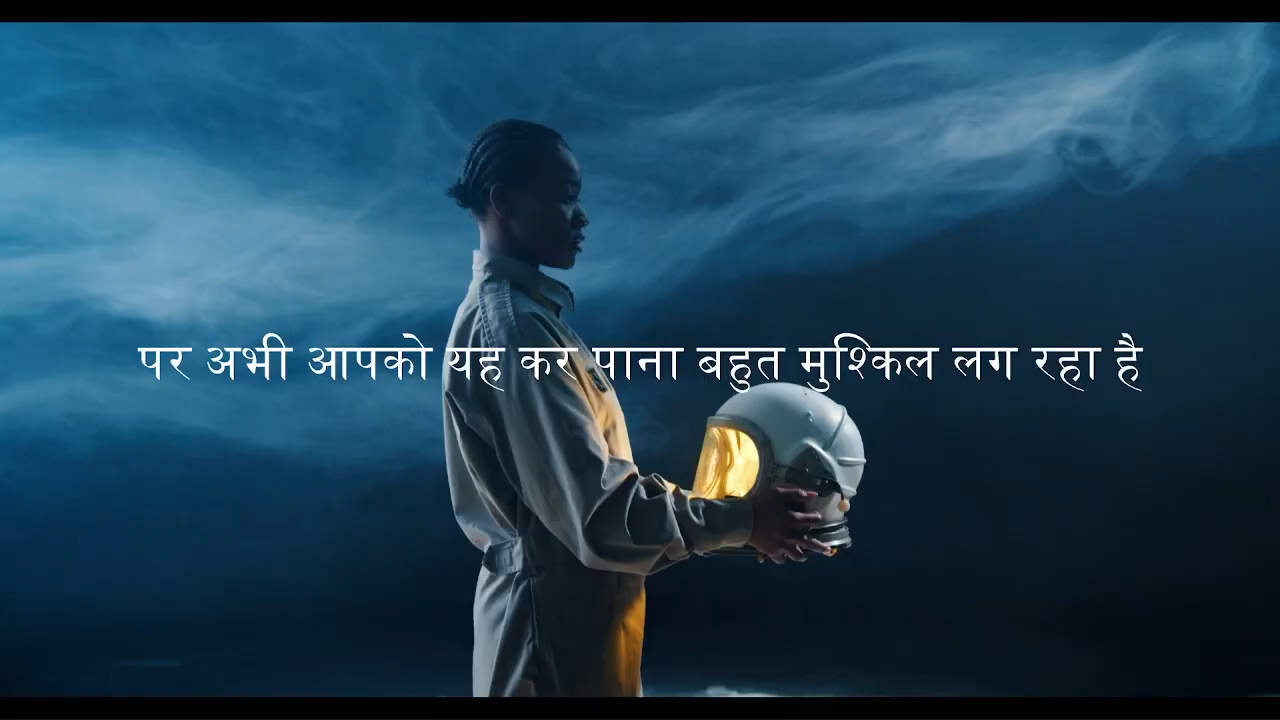 पर अभी आपको यह कर पाना बहुत मुश्किल लग रहा है